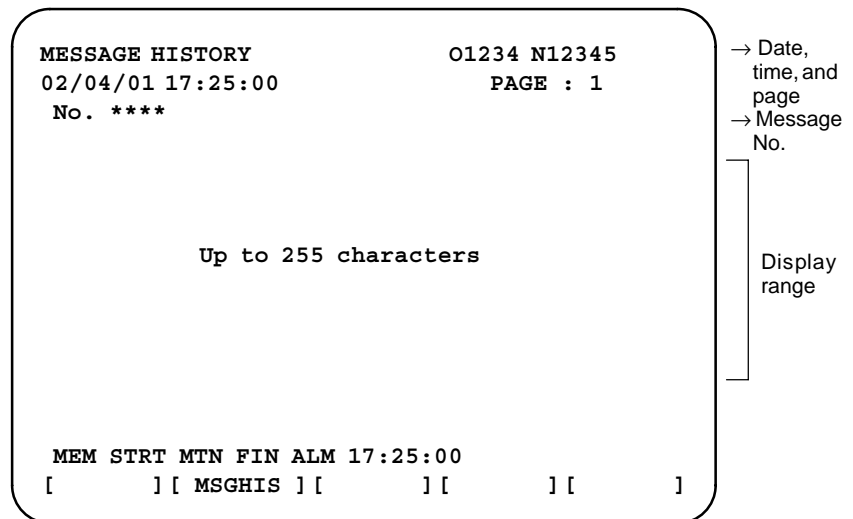 MESSAGE HISTORY O1234 N12345
02/04/01 17:25:00 PAGE : 1
No. ****
Up to 255 characters
MEM STRT MTN FIN ALM 17:25:00
[ ] [ MSGHIS ] [ ] [ ] [ ]
→ Date,
time, and
page
→ Message
No.
Display
range